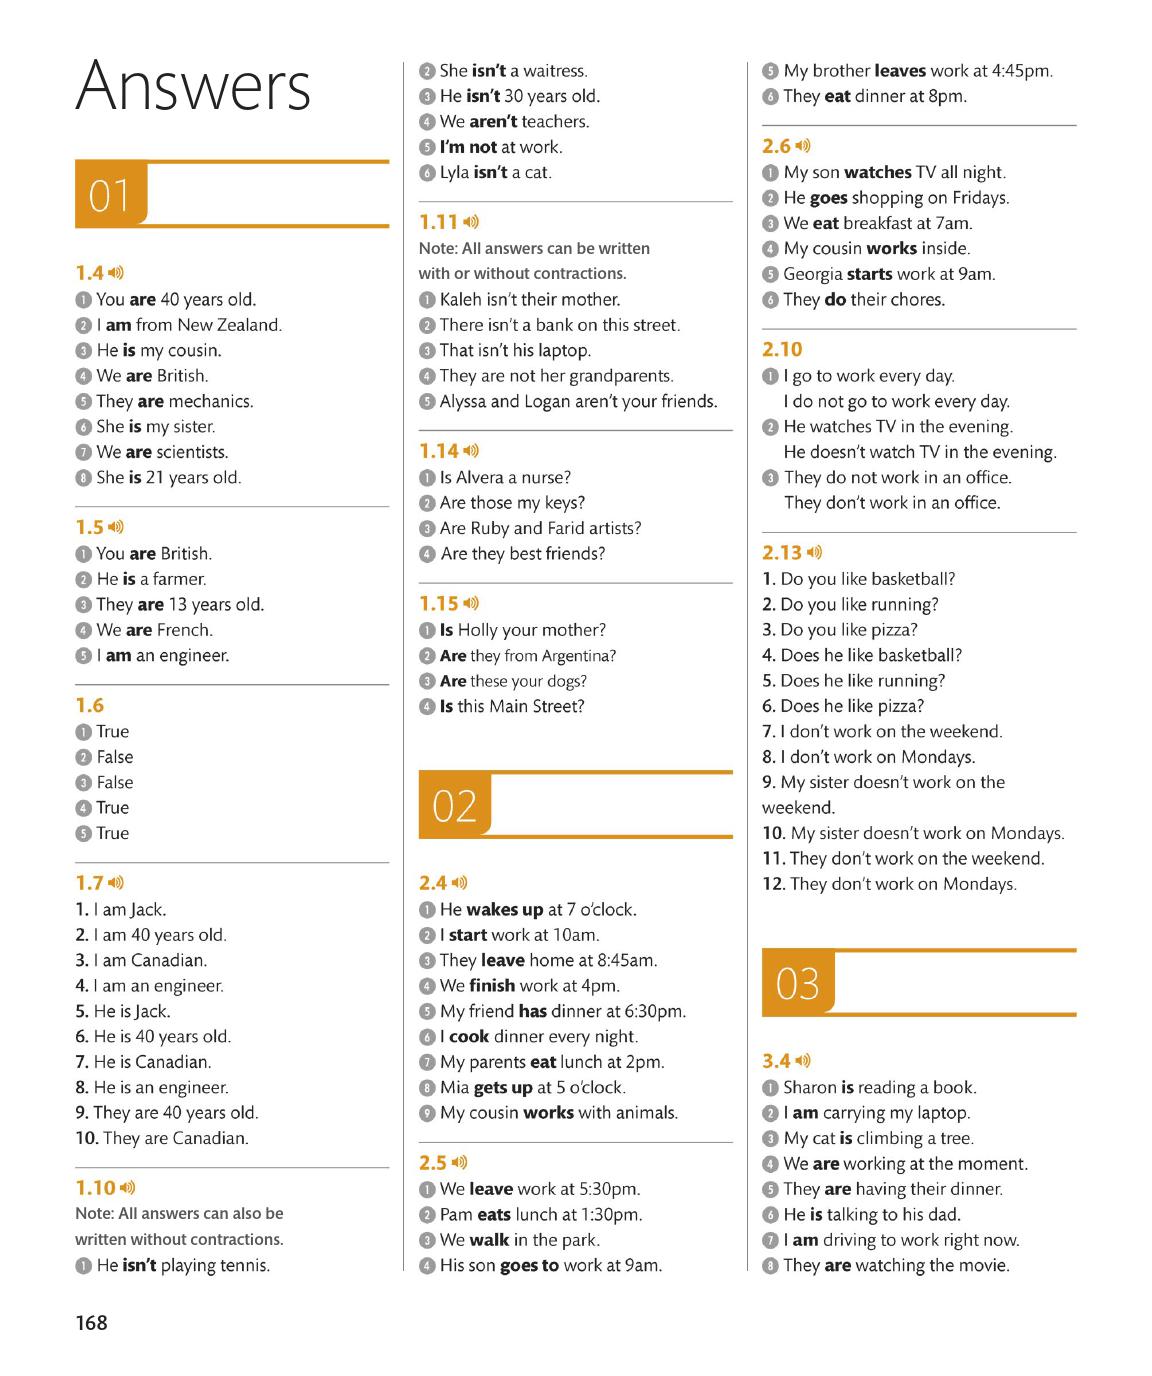 Answers
01
1.4
1 You are 40 years old.
2 I am from New Zealand.
3 He is my cousin.
4 We are British.
5 They are mechanics.
6 She is my sister.
7 We are scientists.
8 She is 21 years old.
1.5
1 You are British.
2 He is a farmer.
3 They are 13 years old.
4 We are French.
5 I am an engineer.
1.6
1 True
2 False
3 False
4 True
5 True
1.7
1. I am Jack.
2. I am 40 years old.
3. I am Canadian.
4. I am an engineer.
5. He is Jack.
6. He is 40 years old.
7. He is Canadian.
8. He is an engineer.
9. They are 40 years old.
10. They are Canadian.
1.10
Note: All answers can also be
written without contractions.
1 He isn't playing tennis.
2 She isn't a waitress.
3 He isn't 30 years old.
4 We aren't teachers.
5 I'm not at work.
6 Lyla isn't a cat.
1.11
Note: All answers can be written
with or without contractions.
1 Kaleh isn't their mother.
2 There isn't a bank on this street.
3 That isn't his laptop.
4 They are not her grandparents.
5 Alyssa and Logan aren't your friends.
1.14
1 Is Alvera a nurse?
2 Are those my keys?
3 Are Ruby and Farid artists?
4 Are they best friends?
1.15
1 Is Holly your mother?
2 Are they from Argentina?
3 Are these your dogs?
4 Is this Main Street?
02
2.4
1 He wakes up at 7 o'clock.
2 I start work at 10am.
3 They leave home at 8:45am.
4 We finish work at 4pm.
5 My friend has dinner at 6:30pm.
6 I cook dinner every night.
7 My parents eat lunch at 2pm.
8 Mia gets up at 5 o'clock.
9 My cousin works with animals.
2.5
1 We leave work at 5:30pm.
2 Pam eats lunch at 1:30pm.
3 We walk in the park.
4 His son goes to work at 9am.
5 My brother leaves work at 4:45pm.
6 They eat dinner at 8pm.
2.6
1 My son watches TV all night.
2 He goes shopping on Fridays.
3 We eat breakfast at 7am.
4 My cousin works inside.
5 Georgia starts work at 9am.
6 They do their chores.
2.10
1 I go to work every day.
I do not go to work every day.
2 He watches TV in the evening.
He doesn't watch TV in the evening.
3 They do not work in an office.
They don't work in an office.
2.13
1. Do you like basketball?
2. Do you like running?
3. Do you like pizza?
4. Does he like basketball?
5. Does he like running?
6. Does he like pizza?
7. I don't work on the weekend.
8. I don't work on Mondays.
9. My sister doesn't work on the
weekend.
10. My sister doesn't work on Mondays.
11. They don't work on the weekend.
12. They don't work on Mondays.
03
3.4
1 Sharon is reading a book.
2 I am carrying my laptop.
3 My cat is climbing a tree.
4 We are working at the moment.
5 They are having their dinner.
6 He is talking to his dad.
7 I am driving to work right now.
8 They are watching the movie.
168